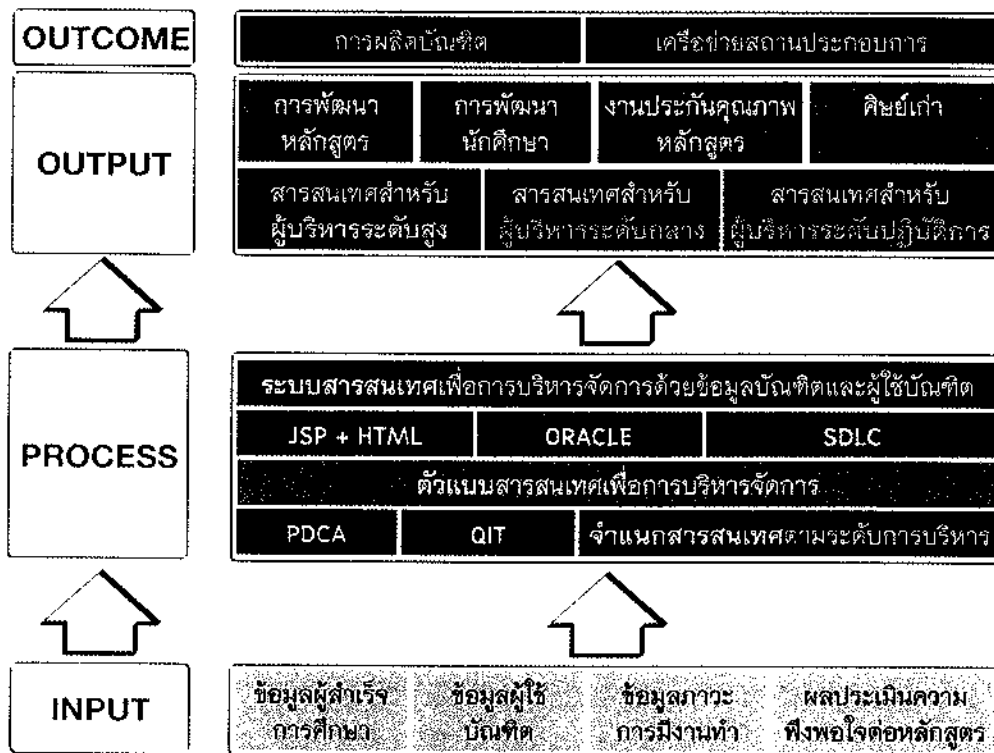 OUTCOME
การผลิตบัณฑิต
เครือข่ายสถานประกอบการ
OUTPUT
การพัฒนา
หลักสูตร
การพัฒนา
นักศึกษา
งานประกันคุณภาพ
หลักสูตร
ศิษย์เก่า
สารสนเทศสำหรับ
ผู้บริหารระดับสูง
สารสนเทศสำหรับ
ผู้บริหารระดับกลาง
สารสนเทศสำหรับ
ผู้บริหารระดับปฏิบัติการ
PROCESS
ระบบสารสนเทศเพื่อการบริหารจัดการด้วยข้อมูลบัณฑิตและผู้ใช้บัณฑิต
JSP + HTML
ORACLE
SDLC
ตัวแบบสารสนเทศเพื่อการบริหารจัดการ
PDCA
QIT
จำแนกสารสนเทศตามระดับการบริหาร
INPUT
ข้อมูลผู้สำเร็จ
การศึกษา
ข้อมูลผู้ใช้
บัณฑิต
ข้อมูลภาวะ
การมีงานทำ
ผลประเมินความ
พึงพอใจต่อหลักสูตร